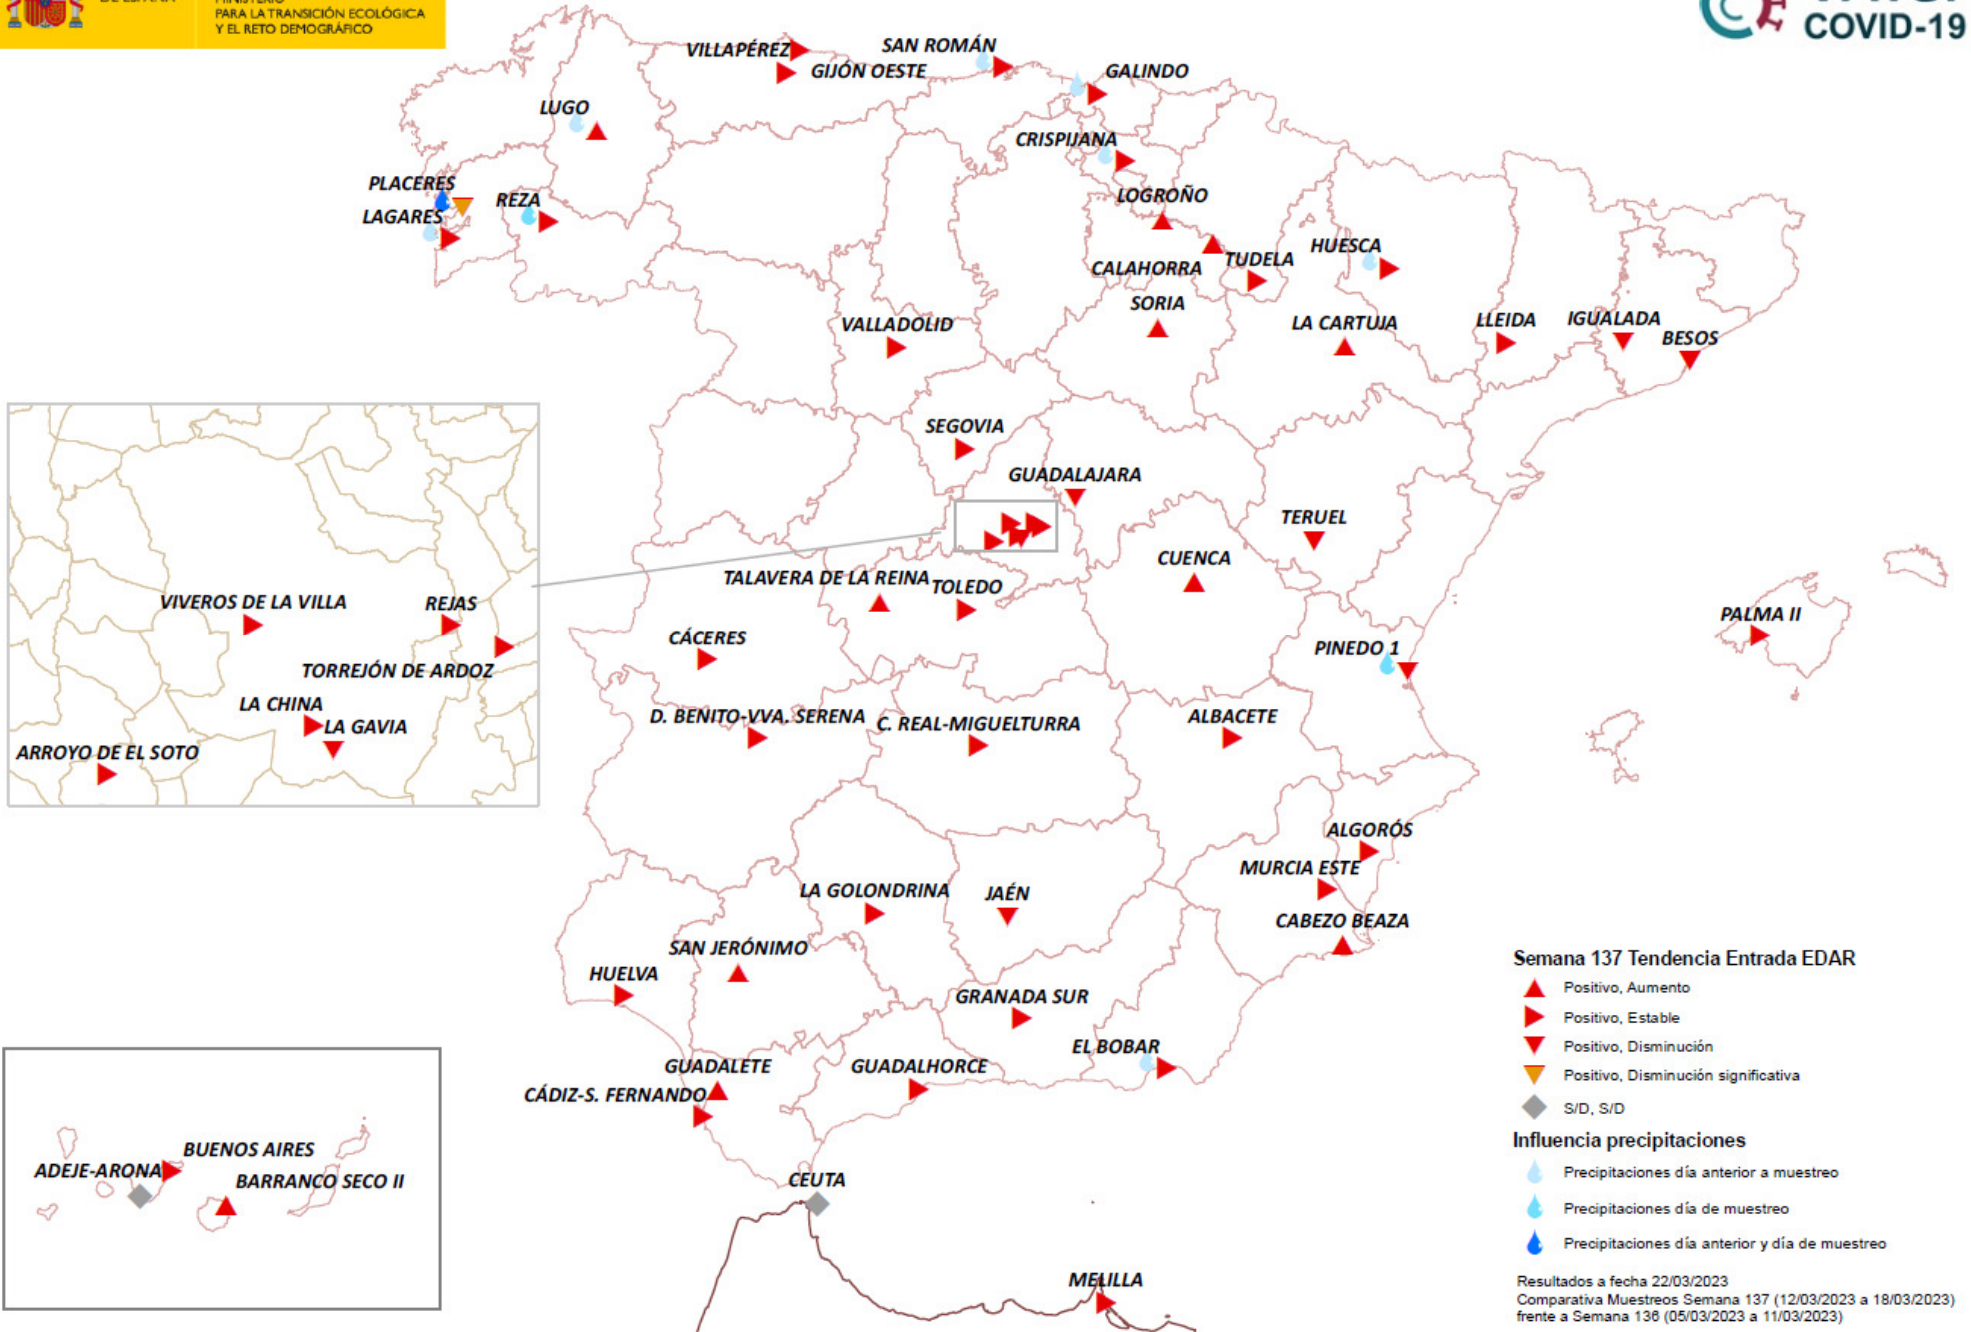 PARA LA TRANSICIÓN ECOLÓGICA
Y EL RETO DEMOGRÁFICO
COVID-19
VILLAPÉREZ
SAN ROMÁN
GIJÓN OESTE
GALINDO
LUGO
CRISPIJANA
PLACERES
REZA
LOGROÑO
LAGARES
HUESCA
CALAHORRA
TUDELA
SORIA
VALLADOLID
LA CARTUJA
LLEIDA
IGUALADA
BESOS
SEGOVIA
GUADALAJARA
TERUEL
CUENCA
TALAVERA DE LA REINA
TOLEDO
VIVEROS DE LA VILLA
REJAS
PALMA II
CÁCERES
PINEDO 1
TORREJÓN DE ARDOZ
LA CHINA
LA GAVIA
D. BENITO-VVA. SERENA
C. REAL-MIGUELTURRA
ALBACETE
ARROYO DE EL SOTO
ALGORÓS
MURCIA ESTE
LA GOLONDRINA
JAÉN
CABEZO BEAZA
SAN JERÓNIMO
HUELVA
GRANADA SUR
EL BOBAR
GUADALETE
GUADALHORCE
CÁDIZ-S. FERNANDO
BUENOS AIRES
ADEJE-ARONA
BARRANCO SECO II
CEUTA
MELILLA
Semana 137 Tendencia Entrada EDAR
Positivo, Aumento
Positivo, Estable
Positivo, Disminución
Positivo, Disminución significativa
S/D, S/D
Influencia precipitaciones
Precipitaciones día anterior a muestreo
Precipitaciones día de muestreo
Precipitaciones día anterior y día de muestreo
Resultados a fecha 22/03/2023
Comparativa Muestreos Semana 137 (12/03/2023 a 18/03/2023)
frente a Semana 136 (05/03/2023 a 11/03/2023)